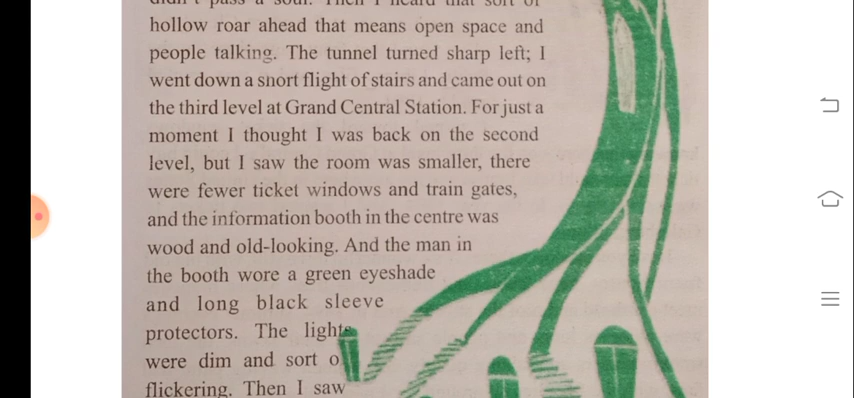 hollow roar ahead that means open space and
people talking. The tunnel turned sharp left; I
went down a snort flight of stairs and came out on
the third level at Grand Central Station. For just a
moment I thought I was back on the second
level, but I saw the room was smaller, there
were fewer ticket windows and train gates,
and the information booth in the centre was
wood and old-looking. And the man in
the booth wore a green eyeshade
and long black sleeve
protectors. The lights
were dim and sort o
flickering. Then I saw